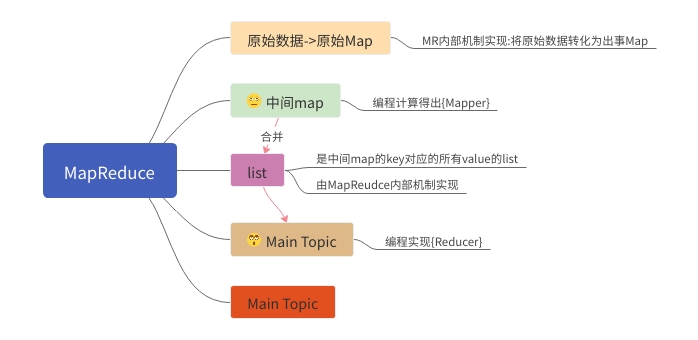 原始数据->原始Map
MR内部机制实现:将原始数据转化为出事Map
中间map
编程计算得出{Mapper}
合并
MapReduce
list
是中间map的key对应的所有value的list
由MapReudce内部机制实现
Main Topic
编程实现{Reducer}
Main Topic